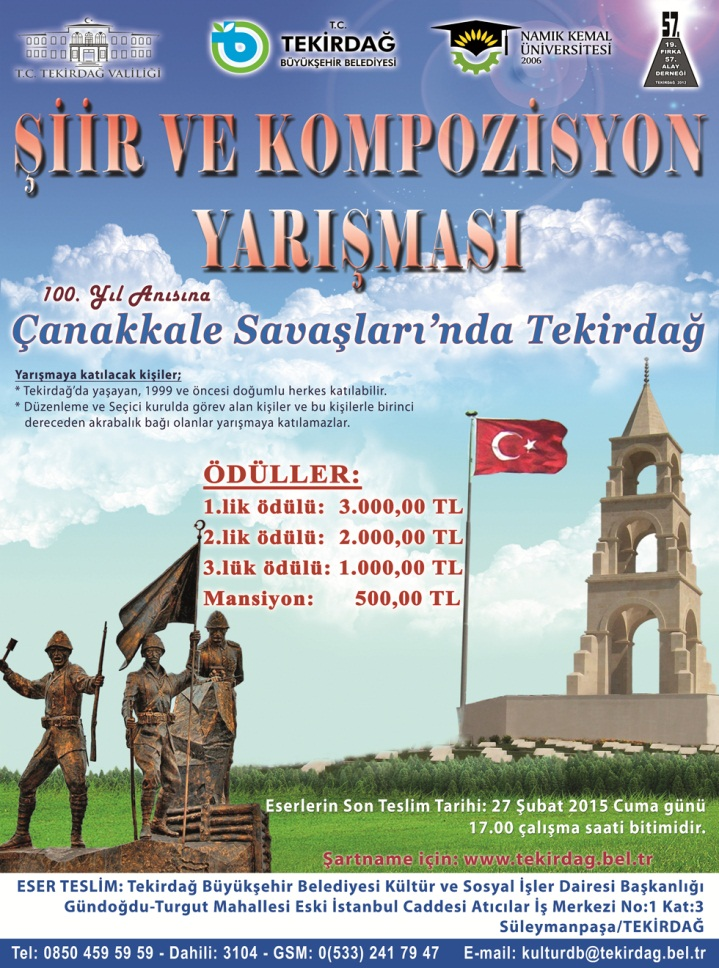 T.C. TEKİRDAĞ VALİLİĞİ
T.C.
TEKİRDAĞ
BÜYÜKŞEHİR BELEDİYESİ
NAMIK KEMAL
ÜNİVERSİTESİ
2006
57.
19.
FIRKA
57.
ALAY
DERNEĞİ
TEKİRDAĞ 2013
ŞİİR VE KOMPOZİSYON
YARIŞMASI
100. Yıl Anısına
Çanakkale Savaşları'nda Tekirdağ
Yarışmaya katılacak kişiler;
* Tekirdağ'da yaşayan, 1999 ve öncesi doğumlu herkes katılabilir.
* Düzenleme ve Seçici kurulda görev alan kişiler ve bu kişilerle birinci
dereceden akrabalık bağı olanlar yarışmaya katılamazlar.
ÖDÜLLER:
1.lik ödülü: 3.000,00 TL
2.lik ödülü: 2.000,00 TL
3.lük ödülü: 1.000,00 TL
Mansiyon: 500,00 TL
Eserlerin Son Teslim Tarihi: 27 Şubat 2015 Cuma günü
17.00 çalışma saati bitimidir.
Şartname için: www.tekirdag.bel.tr
ESER TESLİM: Tekirdağ Büyükşehir Belediyesi Kültür ve Sosyal İşler Dairesi Başkanlığı
Gündoğdu-Turgut Mahallesi Eski İstanbul Caddesi Atıcılar İş Merkezi No:1 Kat:3
Süleymanpaşa/TEKİRDAĞ
Tel: 0850 459 59 59 - Dahili: 3104 - GSM: 0(533) 241 79 47 E-mail: kulturdb@tekirdag.bel.tr